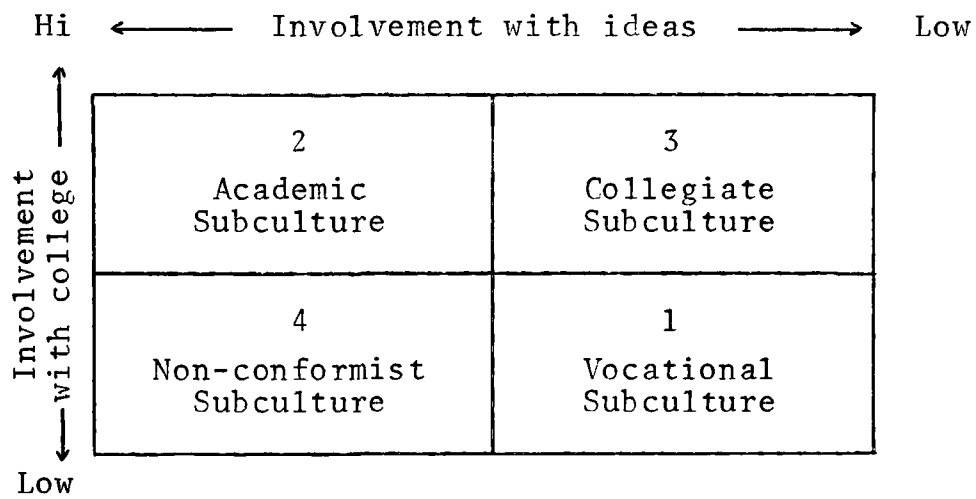 Hi ← Involvement with ideas → Low
Involvement
with college
2
Academic
Subculture
3
Collegiate
Subculture
4
Non-conformist
Subculture
1
Vocational
Subculture
Low